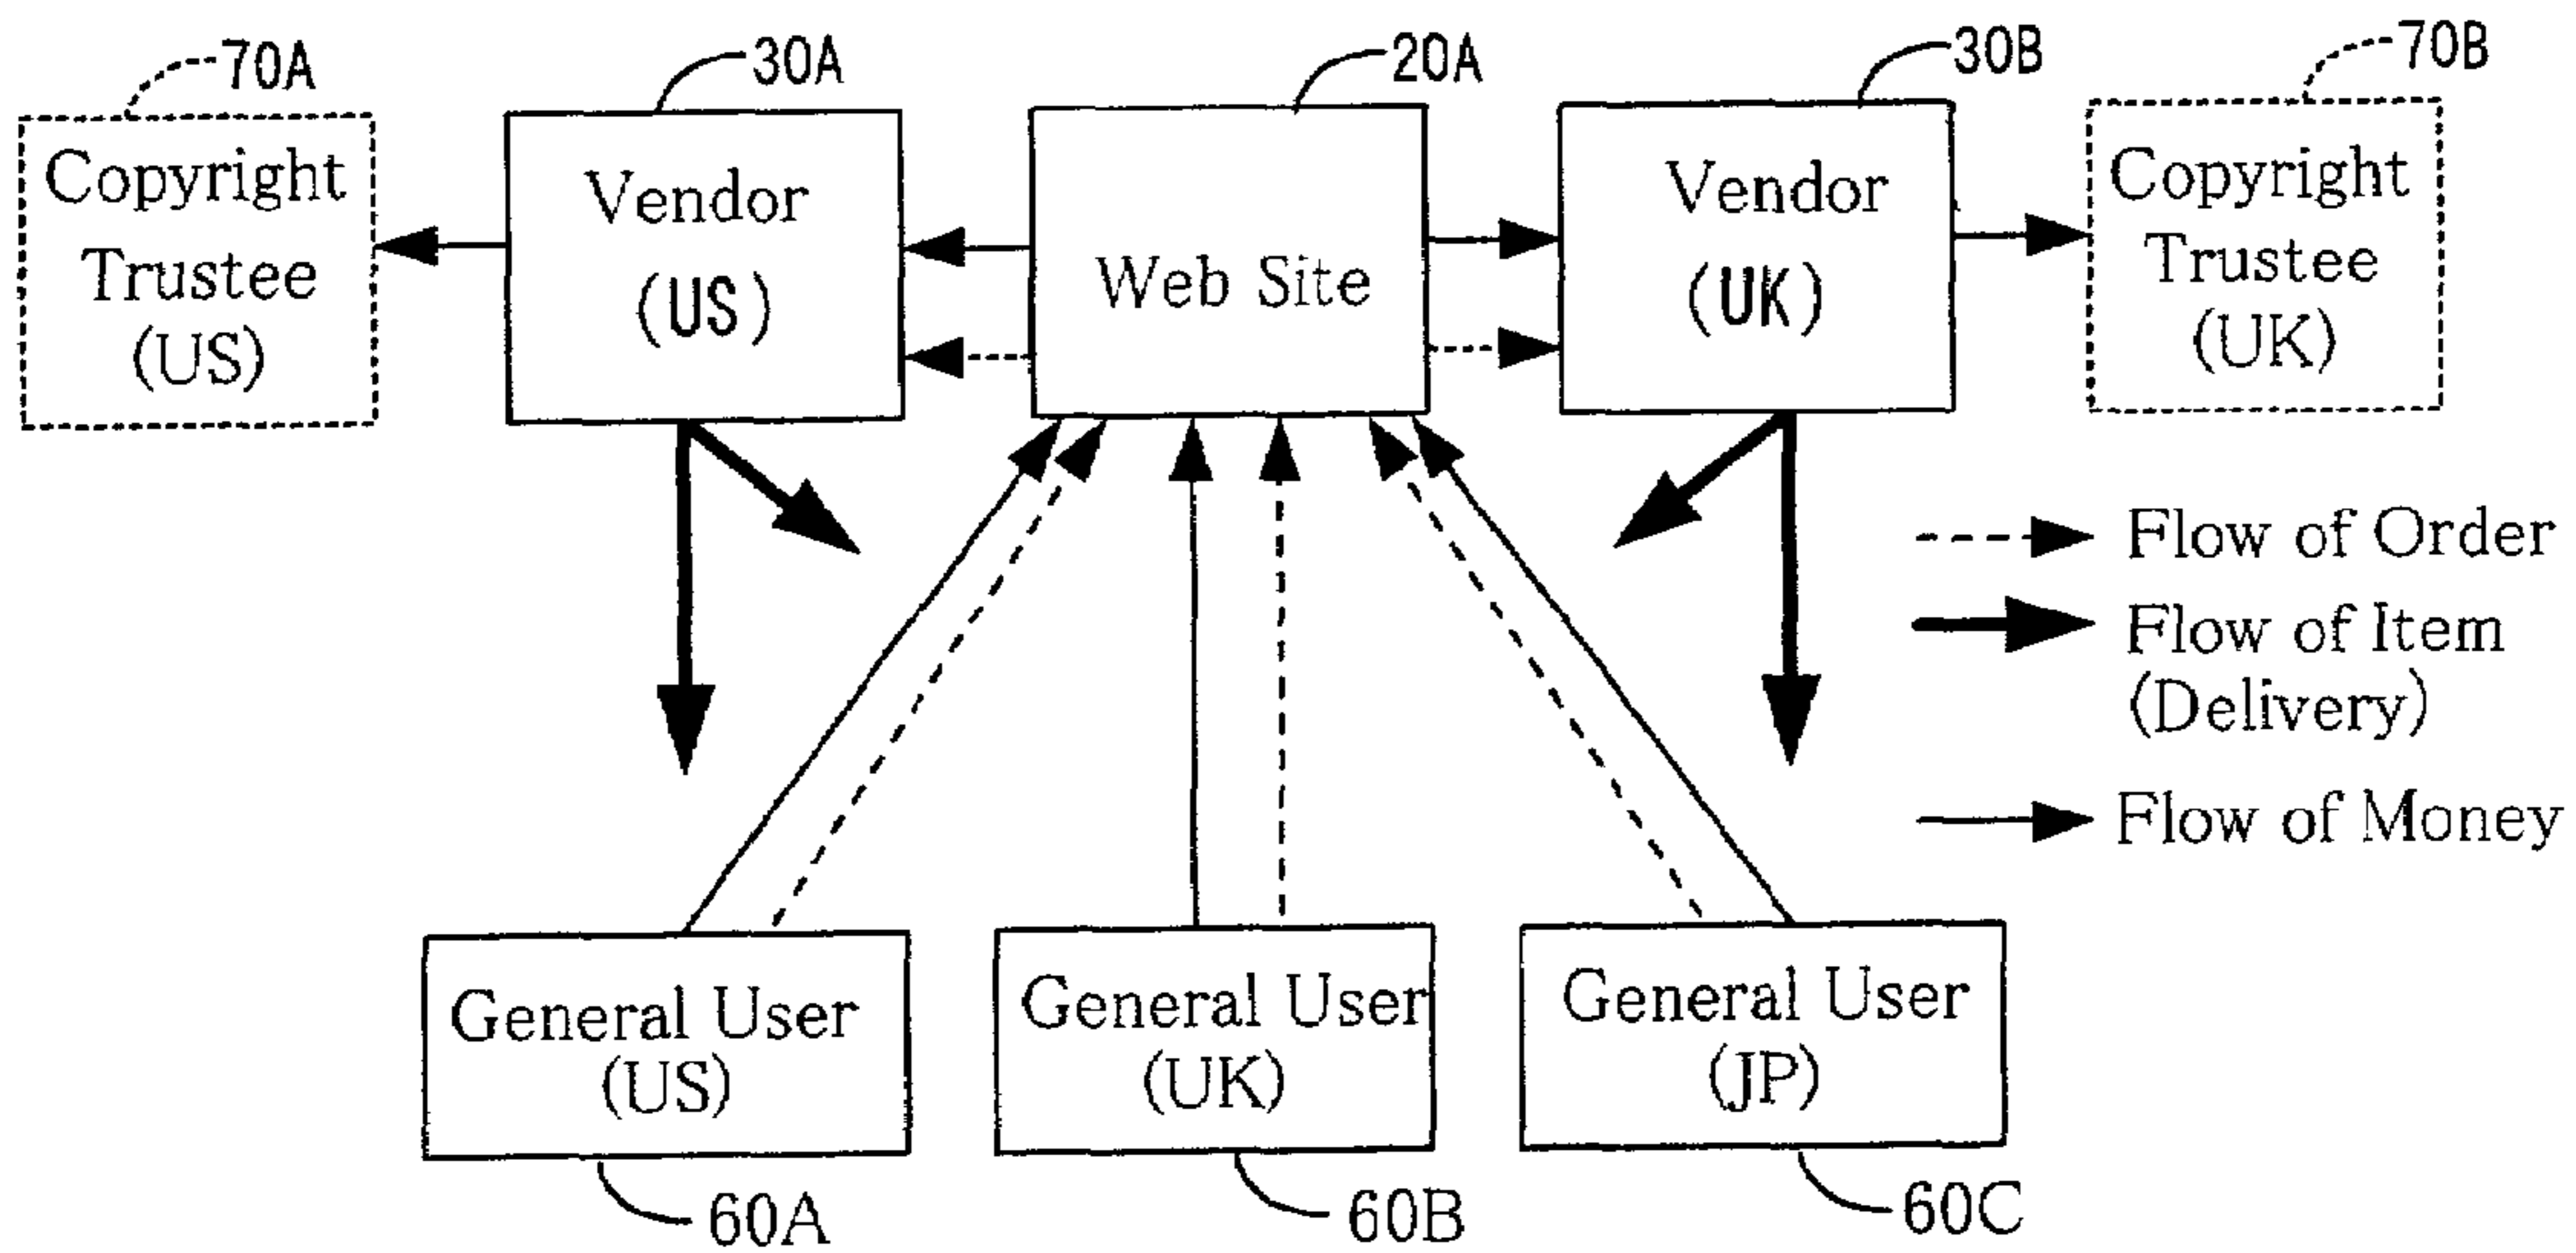 70A
30A
20A
30B
70B
Copyright
Trustee
(US)
Vendor
(US)
Web Site
Vendor
(UK)
Copyright
Trustee
(UK)
Flow of Order
Flow of Item
(Delivery)
Flow of Money
General User
(US)
General User
(UK)
General User
(JP)
60A
60B
60C